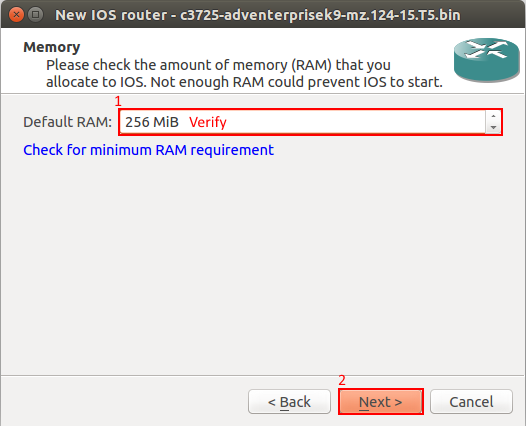 New IOS router - c3725-adventerprisek9-mz.124-15.T5.bin
Memory
Please check the amount of memory (RAM) that you
allocate to IOS. Not enough RAM could prevent IOS to start.
1
Default RAM: 256 MiB Verify
Check for minimum RAM requirement
2
< Back Next > Cancel